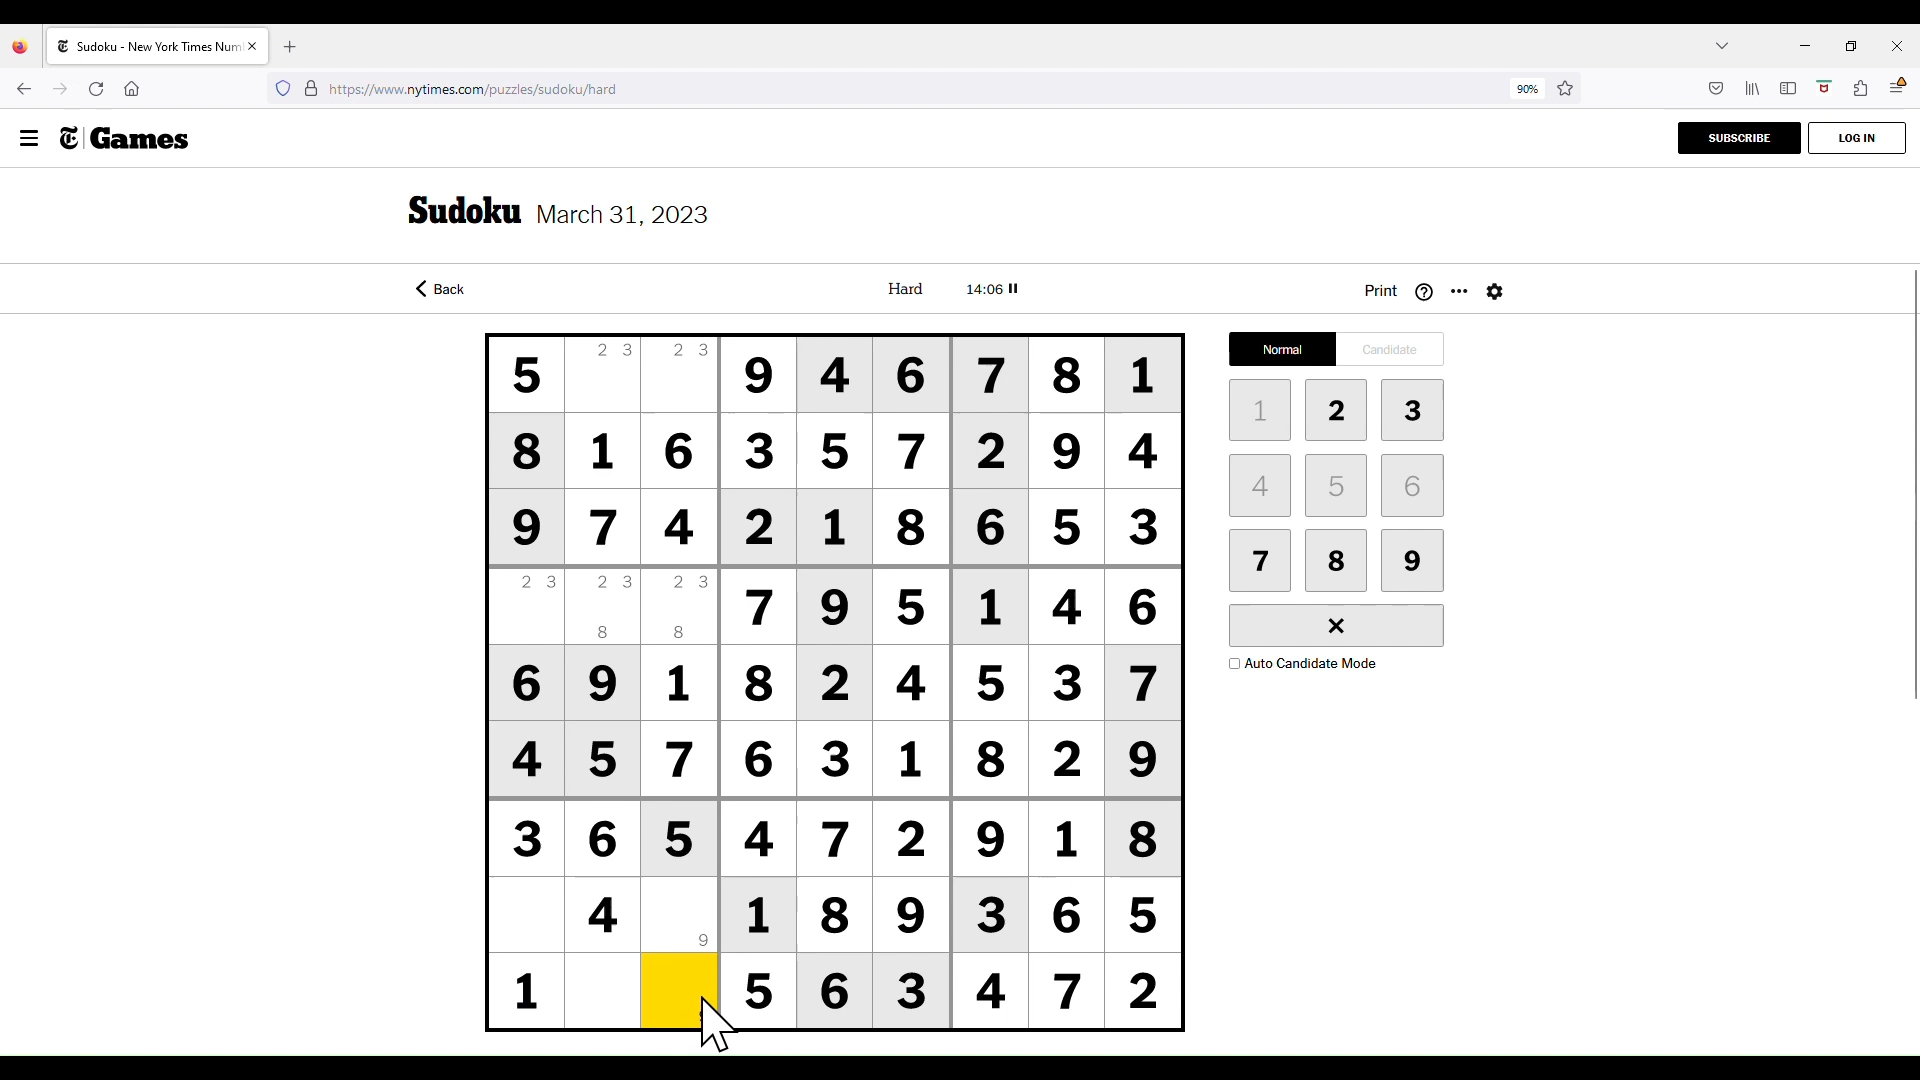 Sudoku - New York Times Num
https://www.nytimes.com/puzzles/sudoku/hard
90%
Games
SUBSCRIBE
LOG IN
Sudoku March 31, 2023
Back
Hard
14:06
Print
Normal
Candidate
5 2 3 2 3 9 4 6 7 8 1
8 1 6 3 5 7 2 9 4
9 7 4 2 1 8 6 5 3
2 3 2 3 2 3 7 9 5 1 4 6
8 8
6 9 1 8 2 4 5 3 7
4 5 7 6 3 1 8 2 9
3 6 5 4 7 2 9 1 8
4 1 8 9 3 6 5
9
1 5 6 3 4 7 2
1 2 3
4 5 6
7 8 9
Auto Candidate Mode